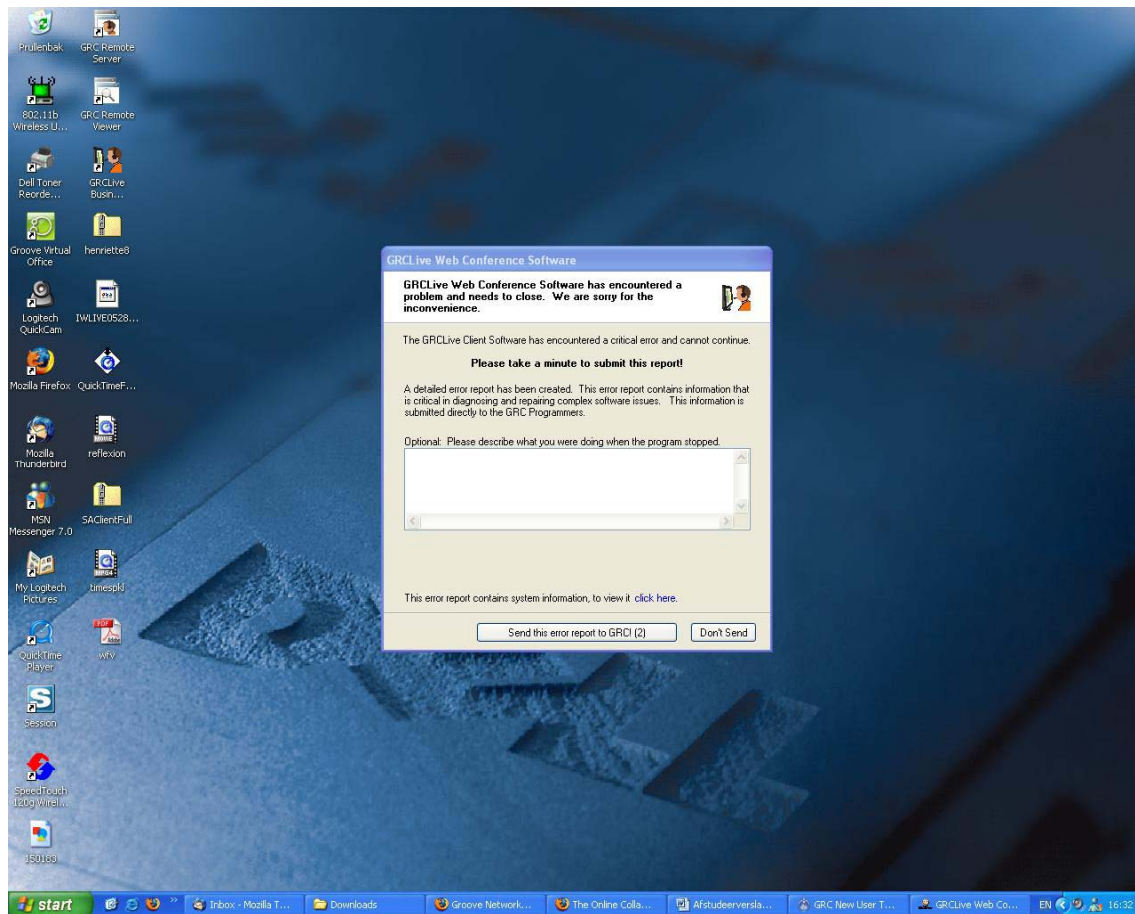 Prullenbak
GRC Remote
Server
802.11b
Wireless U...
GRC Remote
Viewer
Dell Toner
Reorde...
GRCLive
Busin...
Groove Virtual
Office
henriette8
Logitech
QuickCam
IWLIVE0528...
Mozilla Firefox
QuickTimeF...
Mozilla
Thunderbird
MOVIE
reflexion
MSN
Messenger 7.0
SAClientFull
My Logitech
Pictures
MPG4
timespkl
QuickTime
Player
PDF
Adobe
wfv
S
Session
SpeedTouch
120g Wirel...
150163
GRCLive Web Conference Software
GRCLive Web Conference Software has encountered a
problem and needs to close. We are sorry for the
inconvenience.
The GRCLive Client Software has encountered a critical error and cannot continue.
Please take a minute to submit this report!
A detailed error report has been created. This error report contains information that
is critical in diagnosing and repairing complex software issues. This information is
submitted directly to the GRC Programmers.
Optional: Please describe what you were doing when the program stopped.
This error report contains system information, to view it click here.
Send this error report to GRC! (2)
Don't Send
start
Inbox - Mozilla T...
Downloads
Groove Network...
The Online Colla...
Afstudeerversla...
GRC New User T...
GRCLive Web Co...
EN
16:32